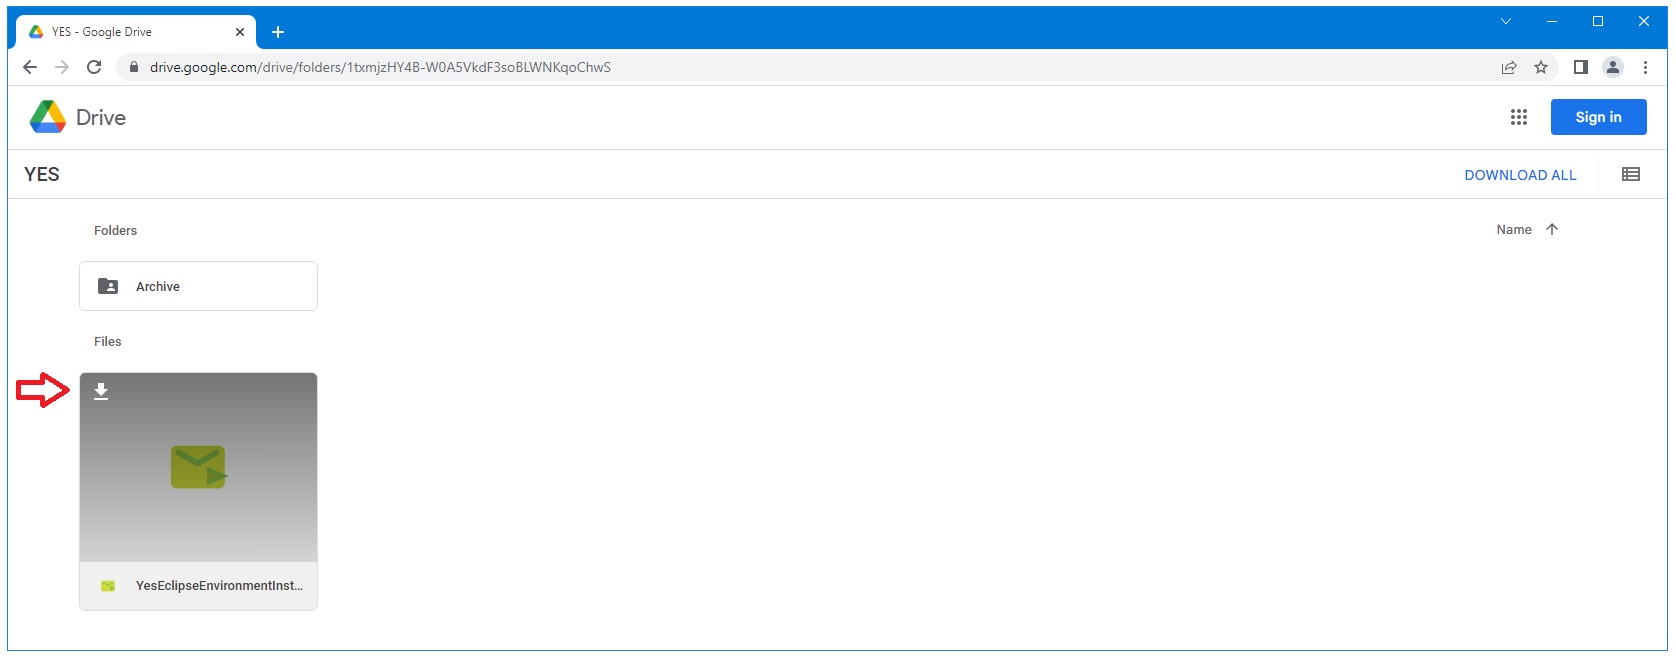 YES - Google Drive
drive.google.com/drive/folders/1txmjzHY4B-W0A5VkdF3soBLWNKqoChwS
Drive
Sign in
YES
DOWNLOAD ALL
Folders
Name
Archive
Files
YesEclipseEnvironmentInst...